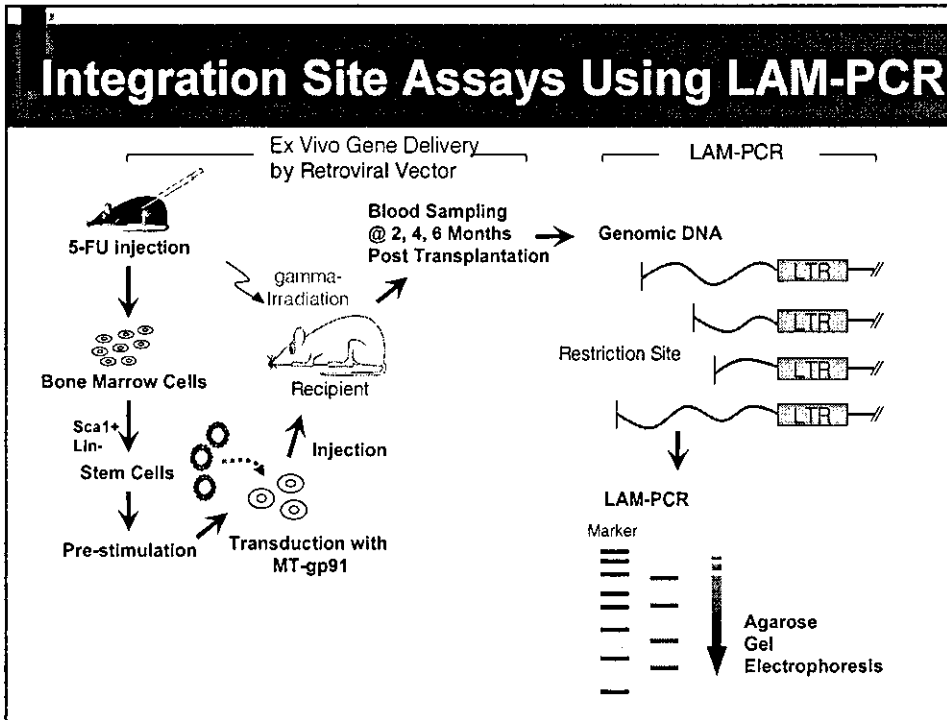 Integration Site Assays Using LAM-PCR
Ex Vivo Gene Delivery
by Retroviral Vector
5-FU injection
Bone Marrow Cells
Sca1+
Lin-
Stem Cells
Pre-stimulation
Transduction with
MT-gp91
Injection
gamma-
Irradiation
Recipient
Blood Sampling
@ 2, 4, 6 Months
Post Transplantation
LAM-PCR
Genomic DNA
LTR
LTR
Restriction Site
LTR
LTR
LAM-PCR
Marker
Agarose
Gel
Electrophoresis